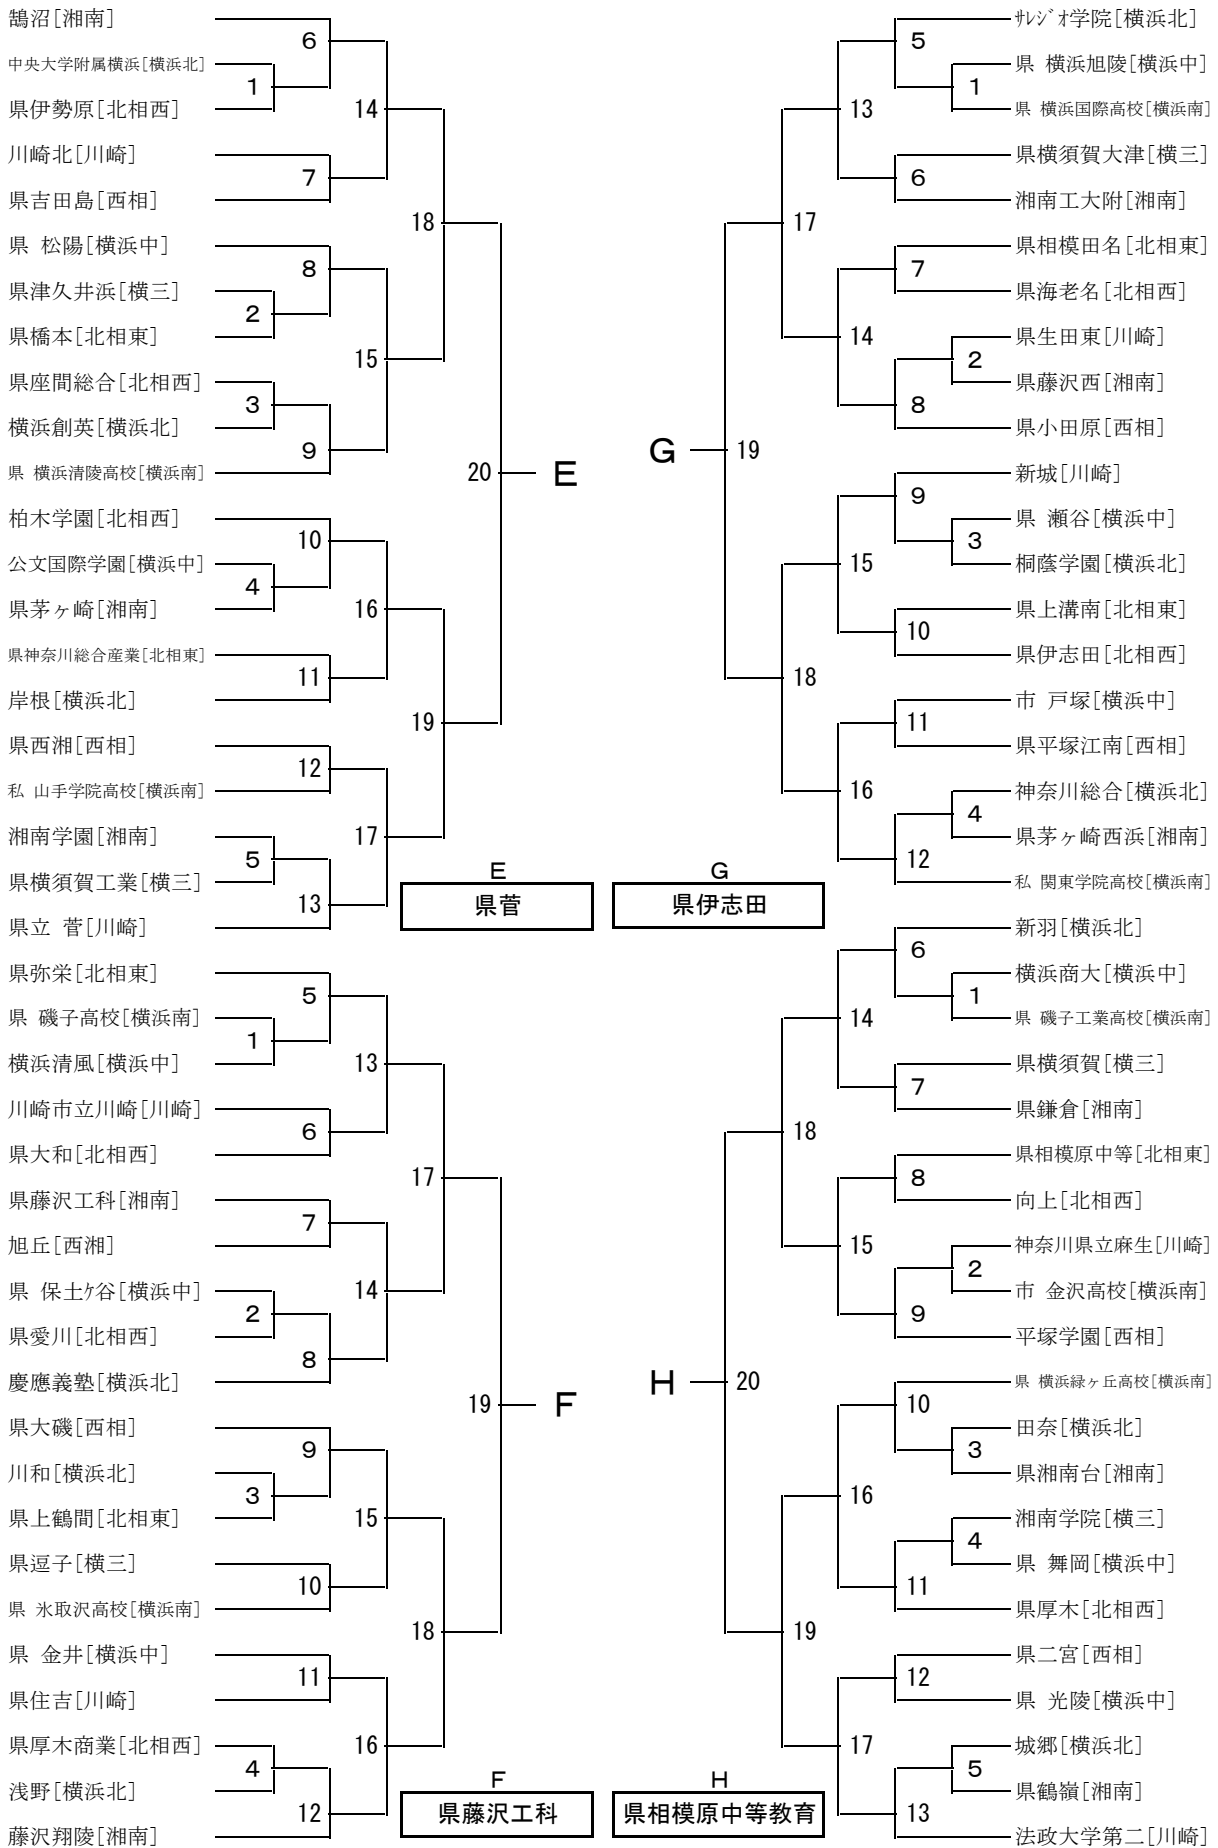 鵠沼[湘南]
6
中央大学附属横浜[横浜北]
1
県伊勢原[北相西]
14
川崎北[川崎]
7
県吉田島[西相]
18
県 松陽[横浜中]
8
県津久井浜[横三]
2
県橋本[北相東]
15
県座間総合[北相西]
3
横浜創英[横浜北]
9
県 横浜清陵高校[横浜南]
20
E
柏木学園[北相西]
10
公文国際学園[横浜中]
4
県茅ヶ崎[湘南]
16
県神奈川総合産業[北相東]
11
岸根[横浜北]
19
県西湘[西相]
12
私 山手学院高校[横浜南]
湘南学園[湘南]
17
5
県横須賀工業[横三]
13
県立 菅[川崎]
E
県菅
県弥栄[北相東]
5
県 磯子高校[横浜南]
1
横浜清風[横浜中]
13
川崎市立川崎[川崎]
6
県大和[北相西]
17
県藤沢工科[湘南]
7
旭丘[西湘]
県 保土ケ谷[横浜中]
14
2
県愛川[北相西]
8
慶應義塾[横浜北]
19
F
県大磯[西相]
9
川和[横浜北]
3
県上鶴間[北相東]
15
県逗子[横三]
10
県 氷取沢高校[横浜南]
18
県 金井[横浜中]
11
県住吉[川崎]
県厚木商業[北相西]
16
4
浅野[横浜北]
12
藤沢翔陵[湘南]
F
県藤沢工科
サレジオ学院[横浜北]
5
県 横浜旭陵[横浜中]
1
県 横浜国際高校[横浜南]
13
県横須賀大津[横三]
6
湘南工大附[湘南]
17
県相模田名[北相東]
7
県海老名[北相西]
県生田東[川崎]
14
2
県藤沢西[湘南]
8
県小田原[西相]
G
19
新城[川崎]
9
県 瀬谷[横浜中]
3
桐蔭学園[横浜北]
15
県上溝南[北相東]
10
県伊志田[北相西]
18
市 戸塚[横浜中]
11
県平塚江南[西相]
神奈川総合[横浜北]
16
4
県茅ヶ崎西浜[湘南]
12
私 関東学院高校[横浜南]
G
県伊志田
新羽[横浜北]
6
横浜商大[横浜中]
1
県 磯子工業高校[横浜南]
14
県横須賀[横三]
7
県鎌倉[湘南]
18
県相模原中等[北相東]
8
向上[北相西]
15
神奈川県立麻生[川崎]
2
市 金沢高校[横浜南]
9
平塚学園[西相]
H
20
県 横浜緑ヶ丘高校[横浜南]
10
田奈[横浜北]
3
県湘南台[湘南]
16
湘南学院[横三]
4
県 舞岡[横浜中]
11
県厚木[北相西]
19
県二宮[西相]
12
県 光陵[横浜中]
17
城郷[横浜北]
5
県鶴嶺[湘南]
13
法政大学第二[川崎]
H
県相模原中等教育